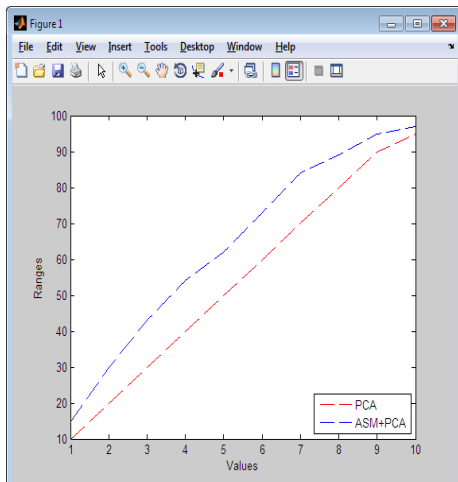 Figure 1
File Edit View Insert Tools Desktop Window Help
100
90
80
70
60
50
40
30
20
10
Ranges
1 2 3 4 5 6 7 8 9 10
Values
PCA
ASM+PCA